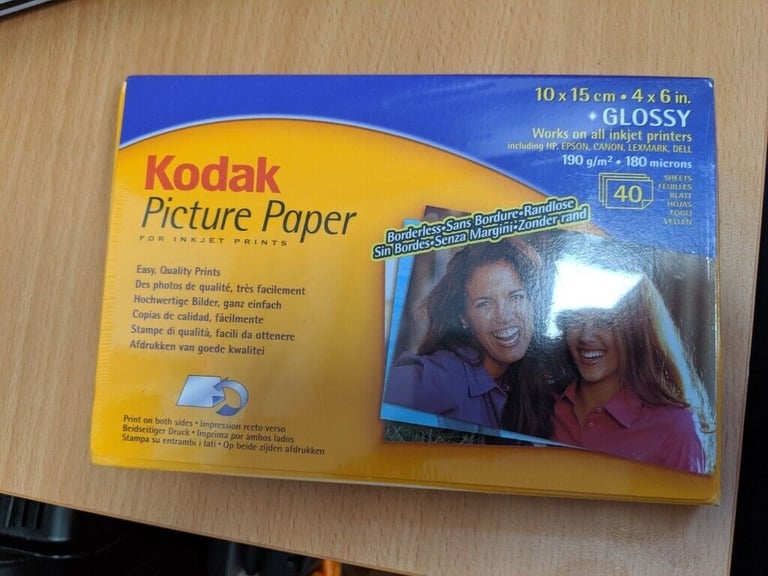 10 x 15 cm • 4 x 6 in.
GLOSSY
Works on all inkjet printers
including HP, EPSON, CANON, LEXMARK, DELL
190 g/m² • 180 microns
40
SHEETS
FEUILLES
BLATT
HOJAS
FOGLI
VELLEN
Kodak
Picture Paper
FOR INKJET PRINTS
Borderless•Sans Bordure•Randlose
Sin Bordes•Senza Margini•Zonder rand
Easy, Quality Prints
Des photos de qualité, très facilement
Hochwertige Bilder, ganz einfach
Copias de calidad, fácilmente
Stampe di qualità, facili da ottenere
Afdrukken van goede kwalitei
Print on both sides • Impression recto verso
Beidseitiger Druck • Imprima por ambos lados
Stampa su entrambi i lati • Op beide zijden afdrukken